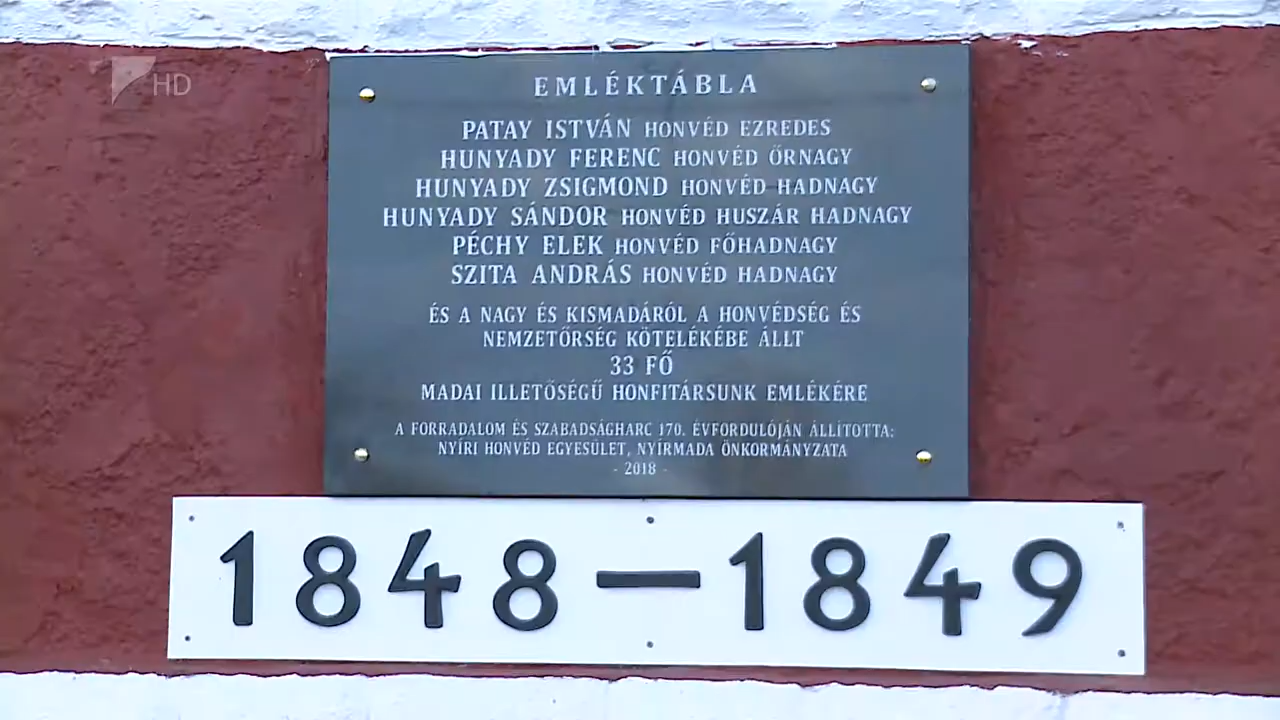 HD
EMLÉKTÁBLA
PATAY ISTVÁN HONVÉD EZREDES
HUNYADY FERENC HONVÉD ŐRNAGY
HUNYADY ZSIGMOND HONVÉD HADNAGY
HUNYADY SÁNDOR HONVÉD HUSZÁR HADNAGY
PÉCHY ELEK HONVÉD FŐHADNAGY
SZITA ANDRÁS HONVÉD HADNAGY
ÉS A NAGY ÉS KISMADÁRÓL A HONVÉDSÉG ÉS
NEMZETŐRSÉG KÖTELÉKÉBE ÁLLT
33 FŐ
MADAI ILLETŐSÉGŰ HONFITÁRSUNK EMLÉKÉRE
A FORRADALOM ÉS SZABADSÁGHARC 170. ÉVFORDULÓJÁN ÁLLÍTOTTA:
NYÍRI HONVÉD EGYESÜLET, NYÍRMADA ÖNKORMÁNYZATA
- 2018 -
1848–1849